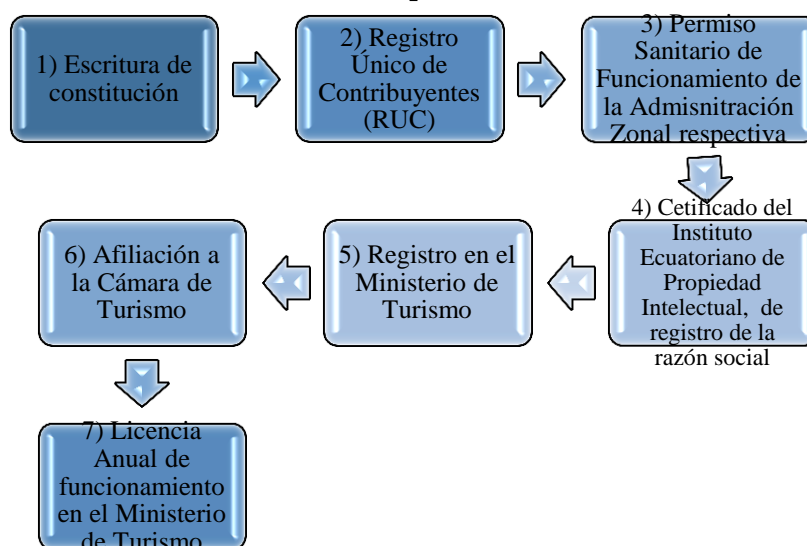 1) Escritura de
constitución
2) Registro
Único de
Contribuyentes
(RUC)
3) Permiso
Sanitario de
Funcionamiento de
la Admisnitración
Zonal respectiva
4) Cetificado del
Instituto
Ecuatoriano de
Propiedad
Intelectual, de
registro de la
razón social
5) Registro en el
Ministerio de
Turismo
6) Afiliación a
la Cámara de
Turismo
7) Licencia
Anual de
funcionamiento
en el Ministerio
de Turismo